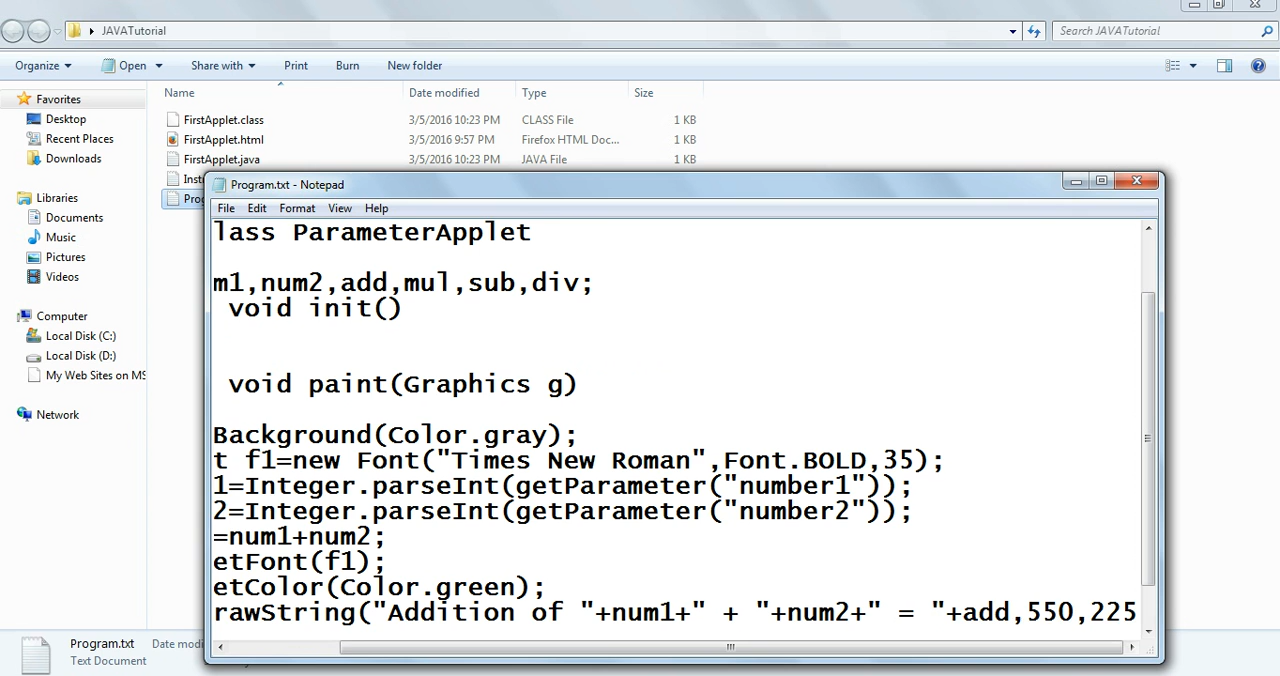 JAVATutorial
Search JAVATutorial
Organize Open Share with Print Burn New folder
Name Date modified Type Size
Favorites
Desktop
Recent Places
Downloads
Libraries
Documents
Music
Pictures
Videos
Computer
Local Disk (C:)
Local Disk (D:)
My Web Sites on MS
Network
FirstApplet.class 3/5/2016 10:23 PM CLASS File 1 KB
FirstApplet.html 3/5/2016 9:57 PM Firefox HTML Doc... 1 KB
FirstApplet.java 3/5/2016 10:23 PM JAVA File 1 KB
Program.txt - Notepad
File Edit Format View Help
lass ParameterApplet
m1,num2,add,mul,sub,div;
void init()
void paint(Graphics g)
Background(Color.gray);
t f1=new Font("Times New Roman",Font.BOLD,35);
1=Integer.parseInt(getParameter("number1"));
2=Integer.parseInt(getParameter("number2"));
=num1+num2;
etFont(f1);
etColor(Color.green);
rawString("Addition of "+num1+" + "+num2+" = "+add,550,225
Program.txt Date modi
Text Document